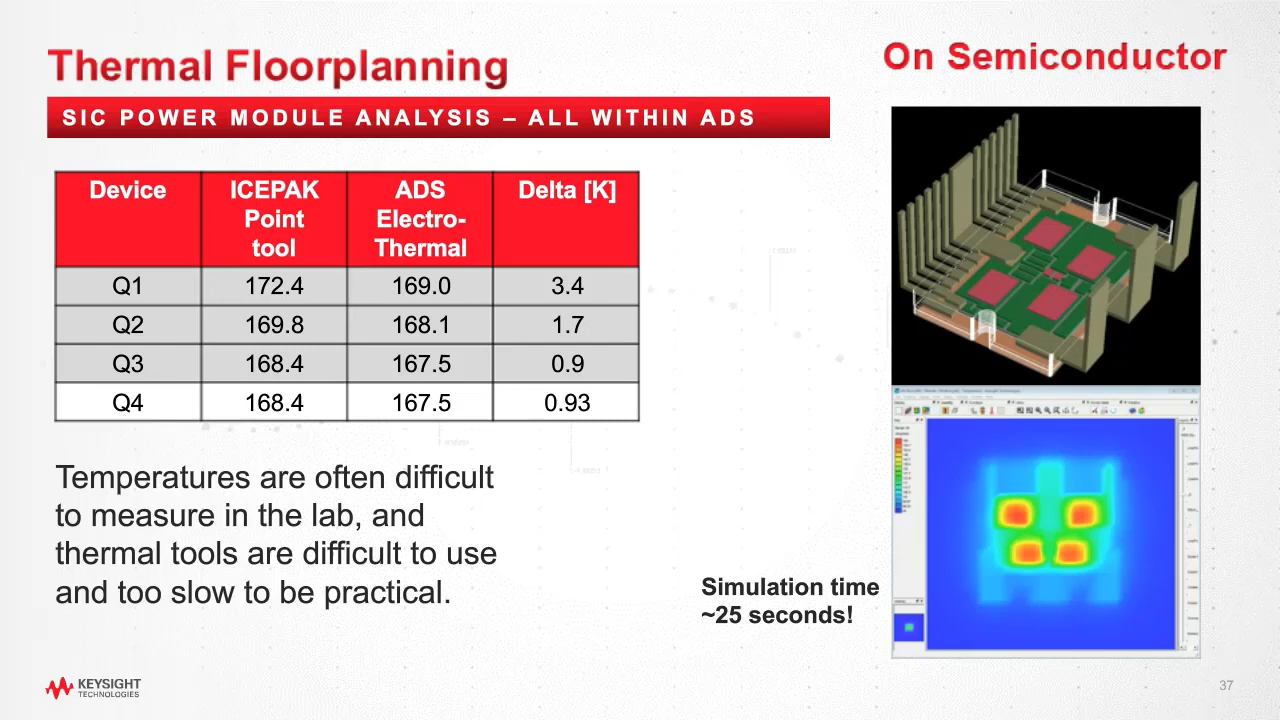 Thermal Floorplanning
On Semiconductor
SIC POWER MODULE ANALYSIS – ALL WITHIN ADS
Device
ICEPAK
Point
tool
ADS
Electro-
Thermal
Delta [K]
Q1 172.4 169.0 3.4
Q2 169.8 168.1 1.7
Q3 168.4 167.5 0.9
Q4 168.4 167.5 0.93
Temperatures are often difficult
to measure in the lab, and
thermal tools are difficult to use
and too slow to be practical.
Simulation time
~25 seconds!
KEYSIGHT
TECHNOLOGIES
37